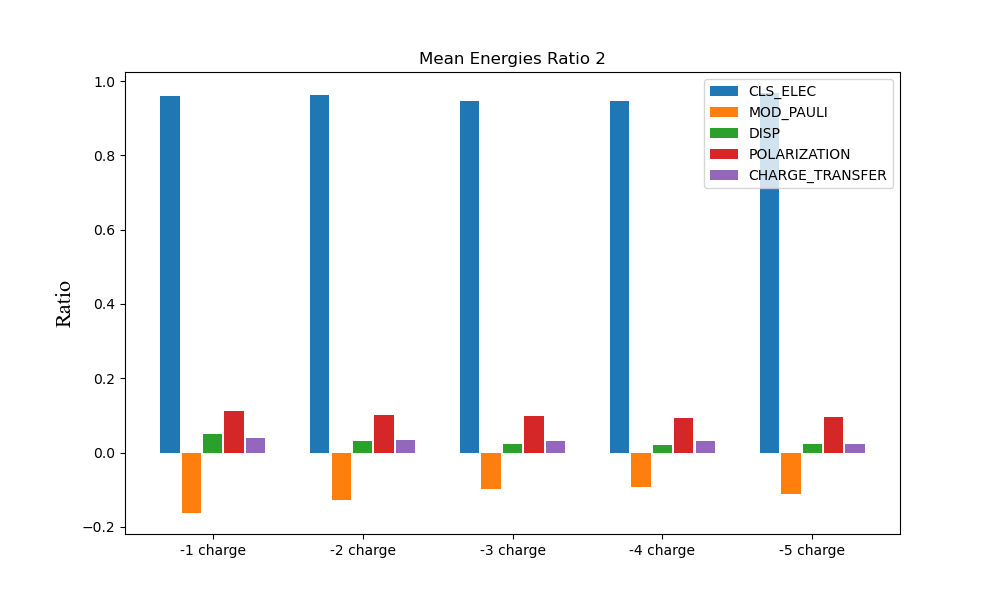 Mean Energies Ratio 2
CLS_ELEC
MOD_PAULI
DISP
POLARIZATION
CHARGE_TRANSFER
Ratio
1.0
0.8
0.6
0.4
0.2
0.0
−0.2
-1 charge
-2 charge
-3 charge
-4 charge
-5 charge